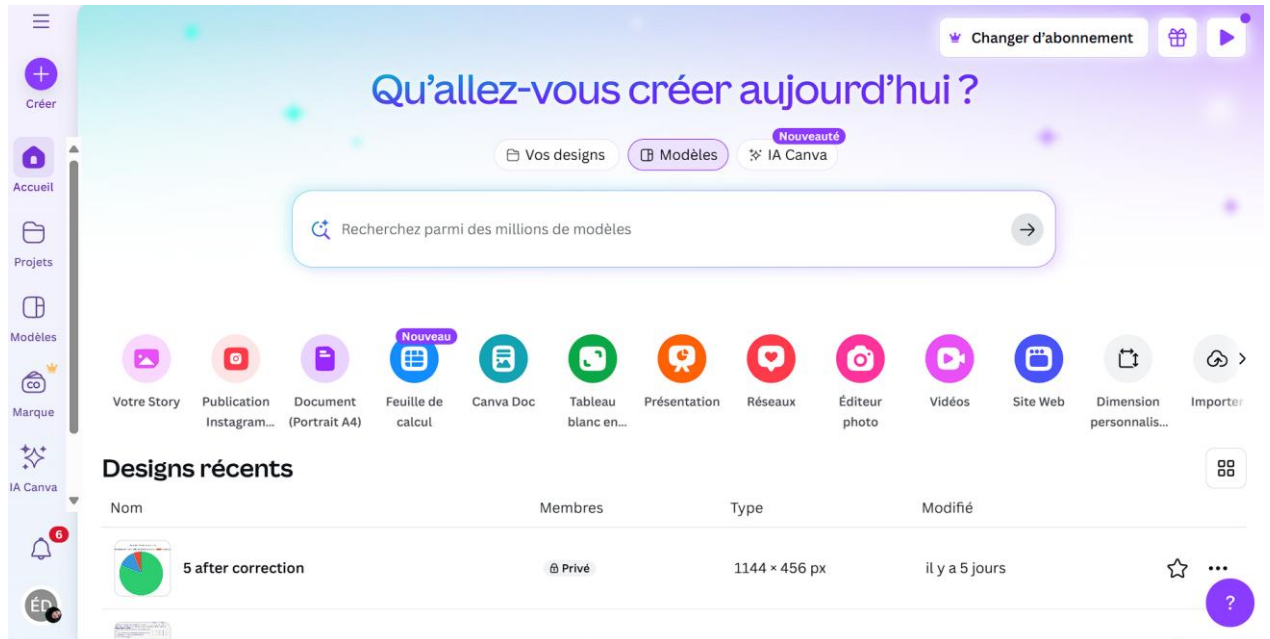 Changer d'abonnement
Créer
Qu'allez-vous créer aujourd'hui ?
Nouveauté
Vos designs
Modèles
IA Canva
Accueil
Recherchez parmi des millions de modèles
Projets
Modèles
CO
Marque
IA Canva
6
ÉD
Nouveau
Votre Story
Publication
Instagram...
Document
(Portrait A4)
Feuille de
calcul
Canva Doc
Tableau
blanc en...
Présentation
Réseaux
Éditeur
photo
Vidéos
Site Web
Dimension
personnalis...
Importer
Designs récents
Nom
Membres
Type
Modifié
5 after correction
Privé
1144 × 456 px
il y a 5 jours
?